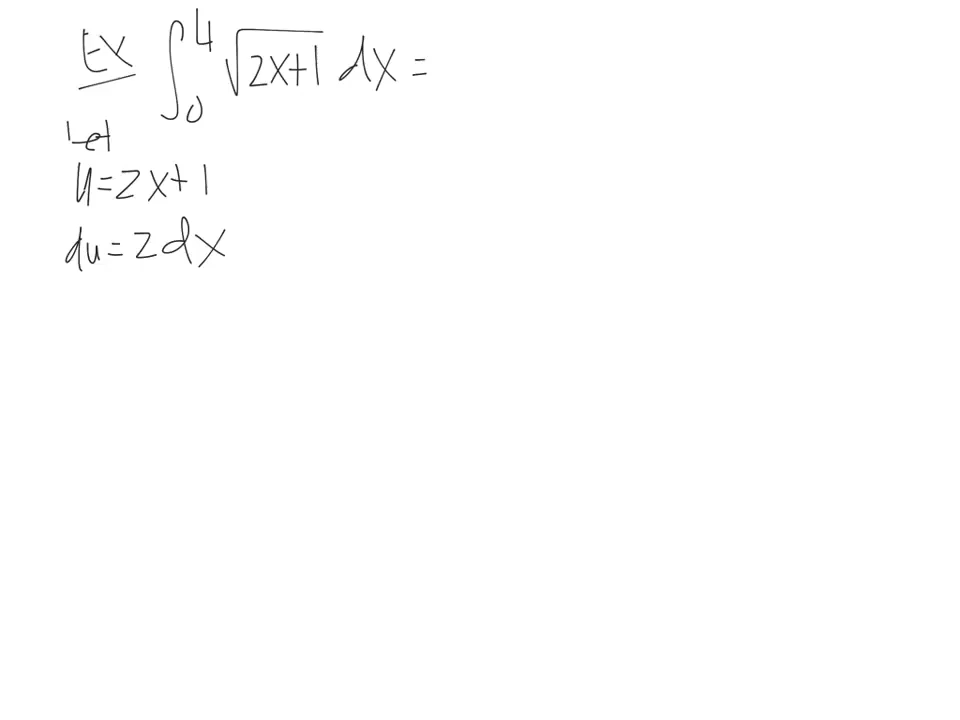 Ex ∫₀⁴ √(2x+1) dx =
Let
u=2x+1
du=2dx